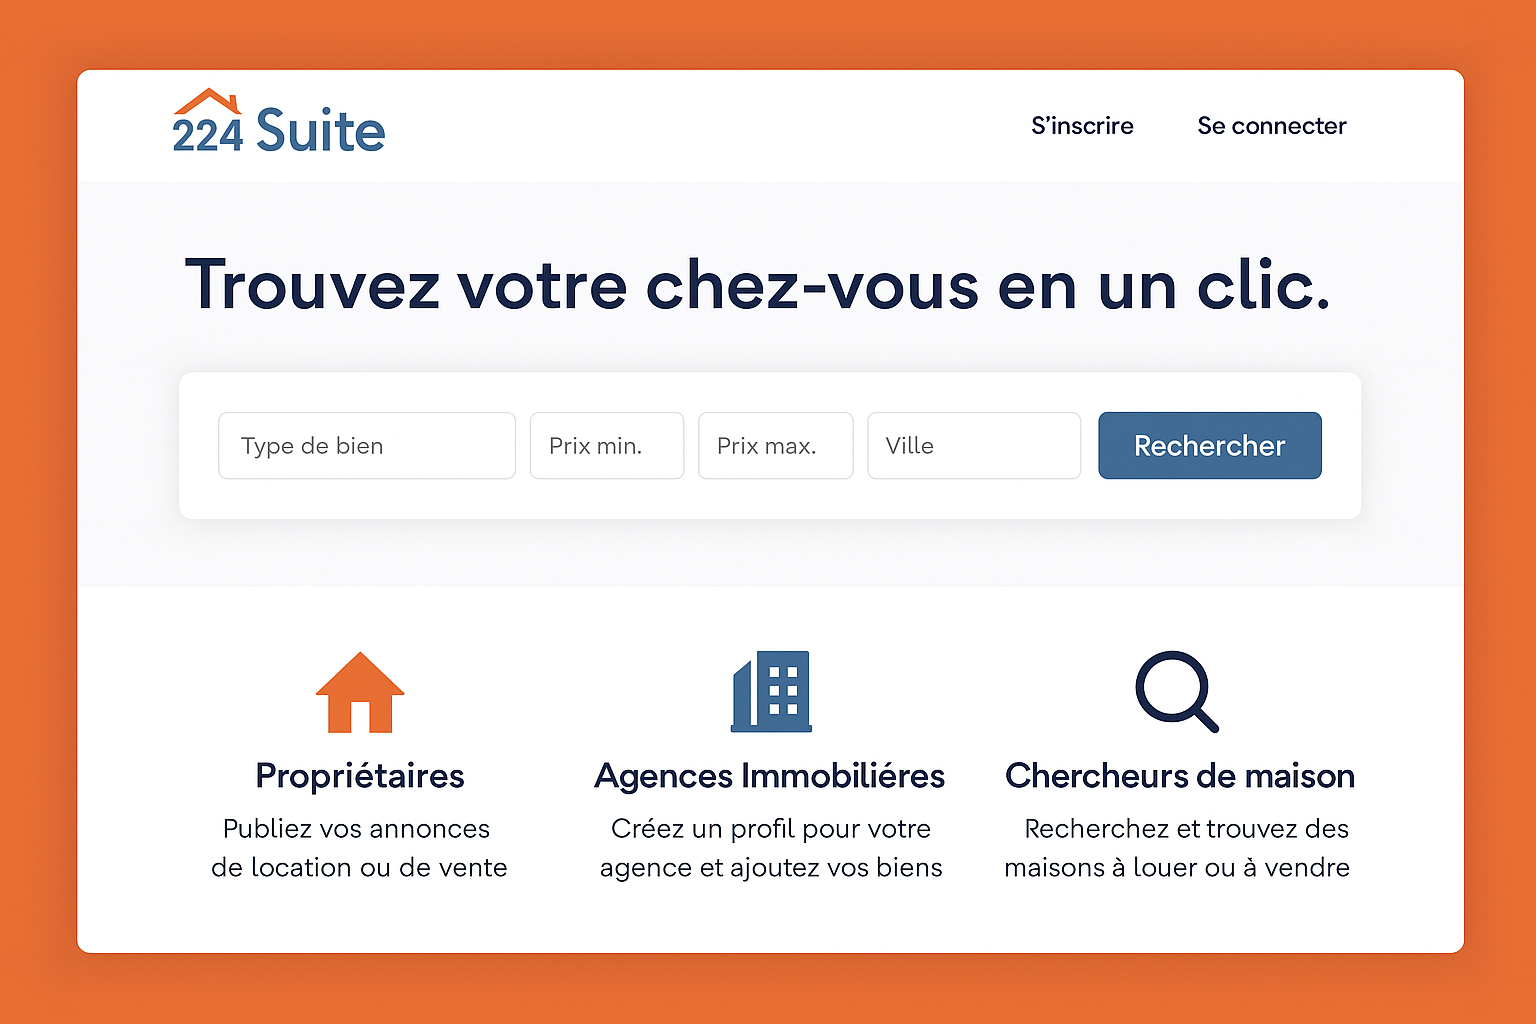 224 Suite
S'inscrire
Se connecter
Trouvez votre chez-vous en un clic.
Type de bien
Prix min.
Prix max.
Ville
Rechercher
Propriétaires
Publiez vos annonces
de location ou de vente
Agences Immobiliéres
Créez un profil pour votre
agence et ajoutez vos biens
Chercheurs de maison
Recherchez et trouvez des
maisons à louer ou à vendre